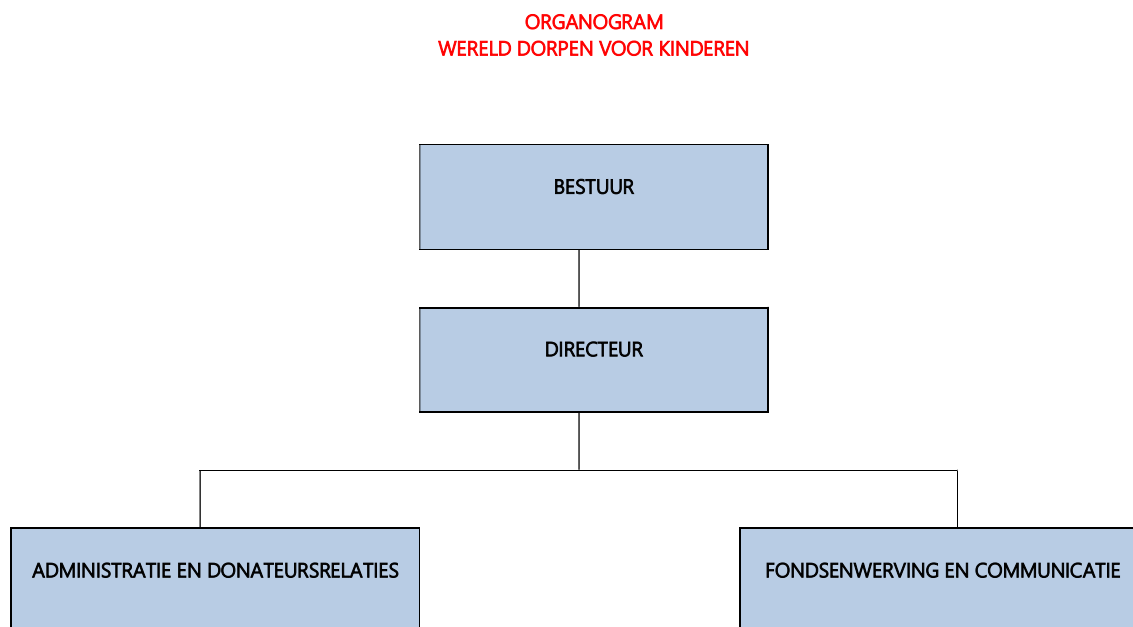 ORGANOGRAM
WERELD DORPEN VOOR KINDEREN
BESTUUR
DIRECTEUR
ADMINISTRATIE EN DONATEURSRELATIES
FONDSENWERVING EN COMMUNICATIE